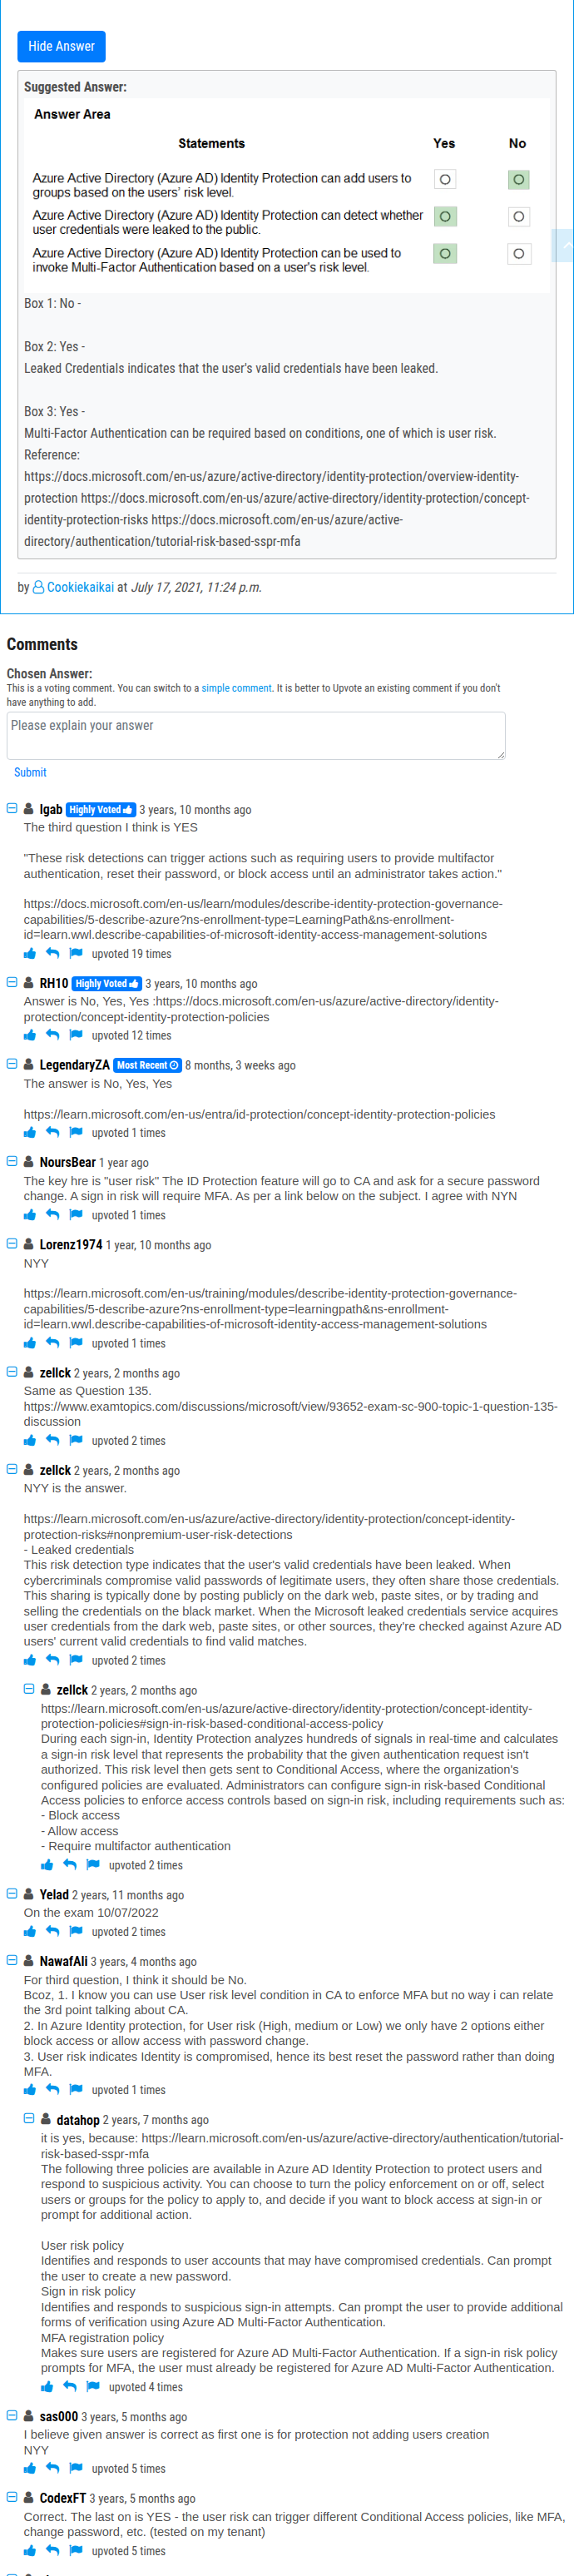 Hide Answer
Suggested Answer:
Answer Area
Statements Yes No
Azure Active Directory (Azure AD) Identity Protection can add users to
groups based on the users' risk level.
Azure Active Directory (Azure AD) Identity Protection can detect whether
user credentials were leaked to the public.
Azure Active Directory (Azure AD) Identity Protection can be used to
invoke Multi-Factor Authentication based on a user's risk level.
Box 1: No -
Box 2: Yes -
Leaked Credentials indicates that the user's valid credentials have been leaked.
Box 3: Yes -
Multi-Factor Authentication can be required based on conditions, one of which is user risk.
Reference:
https://docs.microsoft.com/en-us/azure/active-directory/identity-protection/overview-identity-
protection https://docs.microsoft.com/en-us/azure/active-directory/identity-protection/concept-
identity-protection-risks https://docs.microsoft.com/en-us/azure/active-
directory/authentication/tutorial-risk-based-sspr-mfa
by Cookiekaikai at July 17, 2021, 11:24 p.m.
Comments
Chosen Answer:
This is a voting comment. You can switch to a simple comment. It is better to Upvote an existing comment if you don't
have anything to add.
Please explain your answer
Submit
lgab Highly Voted 3 years, 10 months ago
The third question I think is YES
"These risk detections can trigger actions such as requiring users to provide multifactor
authentication, reset their password, or block access until an administrator takes action."
https://docs.microsoft.com/en-us/learn/modules/describe-identity-protection-governance-
capabilities/5-describe-azure?ns-enrollment-type=LearningPath&ns-enrollment-
id=learn.wwl.describe-capabilities-of-microsoft-identity-access-management-solutions
upvoted 19 times
RH10 Highly Voted 3 years, 10 months ago
Answer is No, Yes, Yes :https://docs.microsoft.com/en-us/azure/active-directory/identity-
protection/concept-identity-protection-policies
upvoted 12 times
LegendaryZA Most Recent 8 months, 3 weeks ago
The answer is No, Yes, Yes
https://learn.microsoft.com/en-us/entra/id-protection/concept-identity-protection-policies
upvoted 1 times
NoursBear 1 year ago
The key hre is "user risk" The ID Protection feature will go to CA and ask for a secure password
change. A sign in risk will require MFA. As per a link below on the subject. I agree with NYN
upvoted 1 times
Lorenz1974 1 year, 10 months ago
NYY
https://learn.microsoft.com/en-us/training/modules/describe-identity-protection-governance-
capabilities/5-describe-azure?ns-enrollment-type=learningpath&ns-enrollment-
id=learn.wwl.describe-capabilities-of-microsoft-identity-access-management-solutions
upvoted 1 times
zellck 2 years, 2 months ago
Same as Question 135.
https://www.examtopics.com/discussions/microsoft/view/93652-exam-sc-900-topic-1-question-135-
discussion
upvoted 2 times
zellck 2 years, 2 months ago
NYY is the answer.
https://learn.microsoft.com/en-us/azure/active-directory/identity-protection/concept-identity-
protection-risks#nonpremium-user-risk-detections
- Leaked credentials
This risk detection type indicates that the user's valid credentials have been leaked. When
cybercriminals compromise valid passwords of legitimate users, they often share those credentials.
This sharing is typically done by posting publicly on the dark web, paste sites, or by trading and
selling the credentials on the black market. When the Microsoft leaked credentials service acquires
user credentials from the dark web, paste sites, or other sources, they're checked against Azure AD
users' current valid credentials to find valid matches.
upvoted 2 times
zellck 2 years, 2 months ago
https://learn.microsoft.com/en-us/azure/active-directory/identity-protection/concept-identity-
protection-policies#sign-in-risk-based-conditional-access-policy
During each sign-in, Identity Protection analyzes hundreds of signals in real-time and calculates
a sign-in risk level that represents the probability that the given authentication request isn't
authorized. This risk level then gets sent to Conditional Access, where the organization's
configured policies are evaluated. Administrators can configure sign-in risk-based Conditional
Access policies to enforce access controls based on sign-in risk, including requirements such as:
- Block access
- Allow access
- Require multifactor authentication
upvoted 2 times
Yelad 2 years, 11 months ago
On the exam 10/07/2022
upvoted 2 times
NawafAli 3 years, 4 months ago
For third question, I think it should be No.
Bcoz, 1. I know you can use User risk level condition in CA to enforce MFA but no way i can relate
the 3rd point talking about CA.
2. In Azure Identity protection, for User risk (High, medium or Low) we only have 2 options either
block access or allow access with password change.
3. User risk indicates Identity is compromised, hence its best reset the password rather than doing
MFA.
upvoted 1 times
datahop 2 years, 7 months ago
it is yes, because: https://learn.microsoft.com/en-us/azure/active-directory/authentication/tutorial-
risk-based-sspr-mfa
The following three policies are available in Azure AD Identity Protection to protect users and
respond to suspicious activity. You can choose to turn the policy enforcement on or off, select
users or groups for the policy to apply to, and decide if you want to block access at sign-in or
prompt for additional action.
User risk policy
Identifies and responds to user accounts that may have compromised credentials. Can prompt
the user to create a new password.
Sign in risk policy
Identifies and responds to suspicious sign-in attempts. Can prompt the user to provide additional
forms of verification using Azure AD Multi-Factor Authentication.
MFA registration policy
Makes sure users are registered for Azure AD Multi-Factor Authentication. If a sign-in risk policy
prompts for MFA, the user must already be registered for Azure AD Multi-Factor Authentication.
upvoted 4 times
sas000 3 years, 5 months ago
I believe given answer is correct as first one is for protection not adding users creation
NYY
upvoted 5 times
CodexFT 3 years, 5 months ago
Correct. The last on is YES - the user risk can trigger different Conditional Access policies, like MFA,
change password, etc. (tested on my tenant)
upvoted 5 times